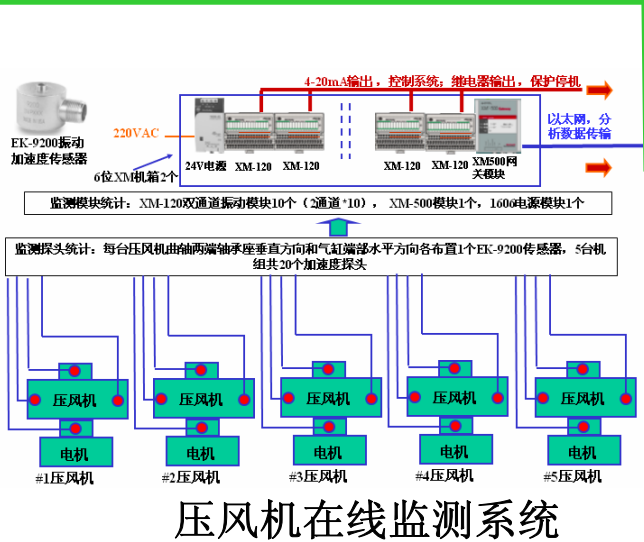 4-20mA输出，控制系统；继电器输出，保护停机
EK-9200振动
加速度传感器
220VAC
24V电源
XM-120
XM-120
XM-120
XM-120
XM500网
关模块
以太网，分
析数据传输
6位XM机箱2个
监测模块统计：XM-120双通道振动模块10个（2通道*10），XM-500模块1个，1606电源模块1个
监测探头统计：每台压风机曲轴两端轴承座垂直方向和气缸端部水平方向各布置1个EK-9200传感器，5台机
组共20个加速度探头
压风机
压风机
压风机
压风机
压风机
电机
电机
电机
电机
电机
#1压风机
#2压风机
#3压风机
#4压风机
#5压风机
压风机在线监测系统